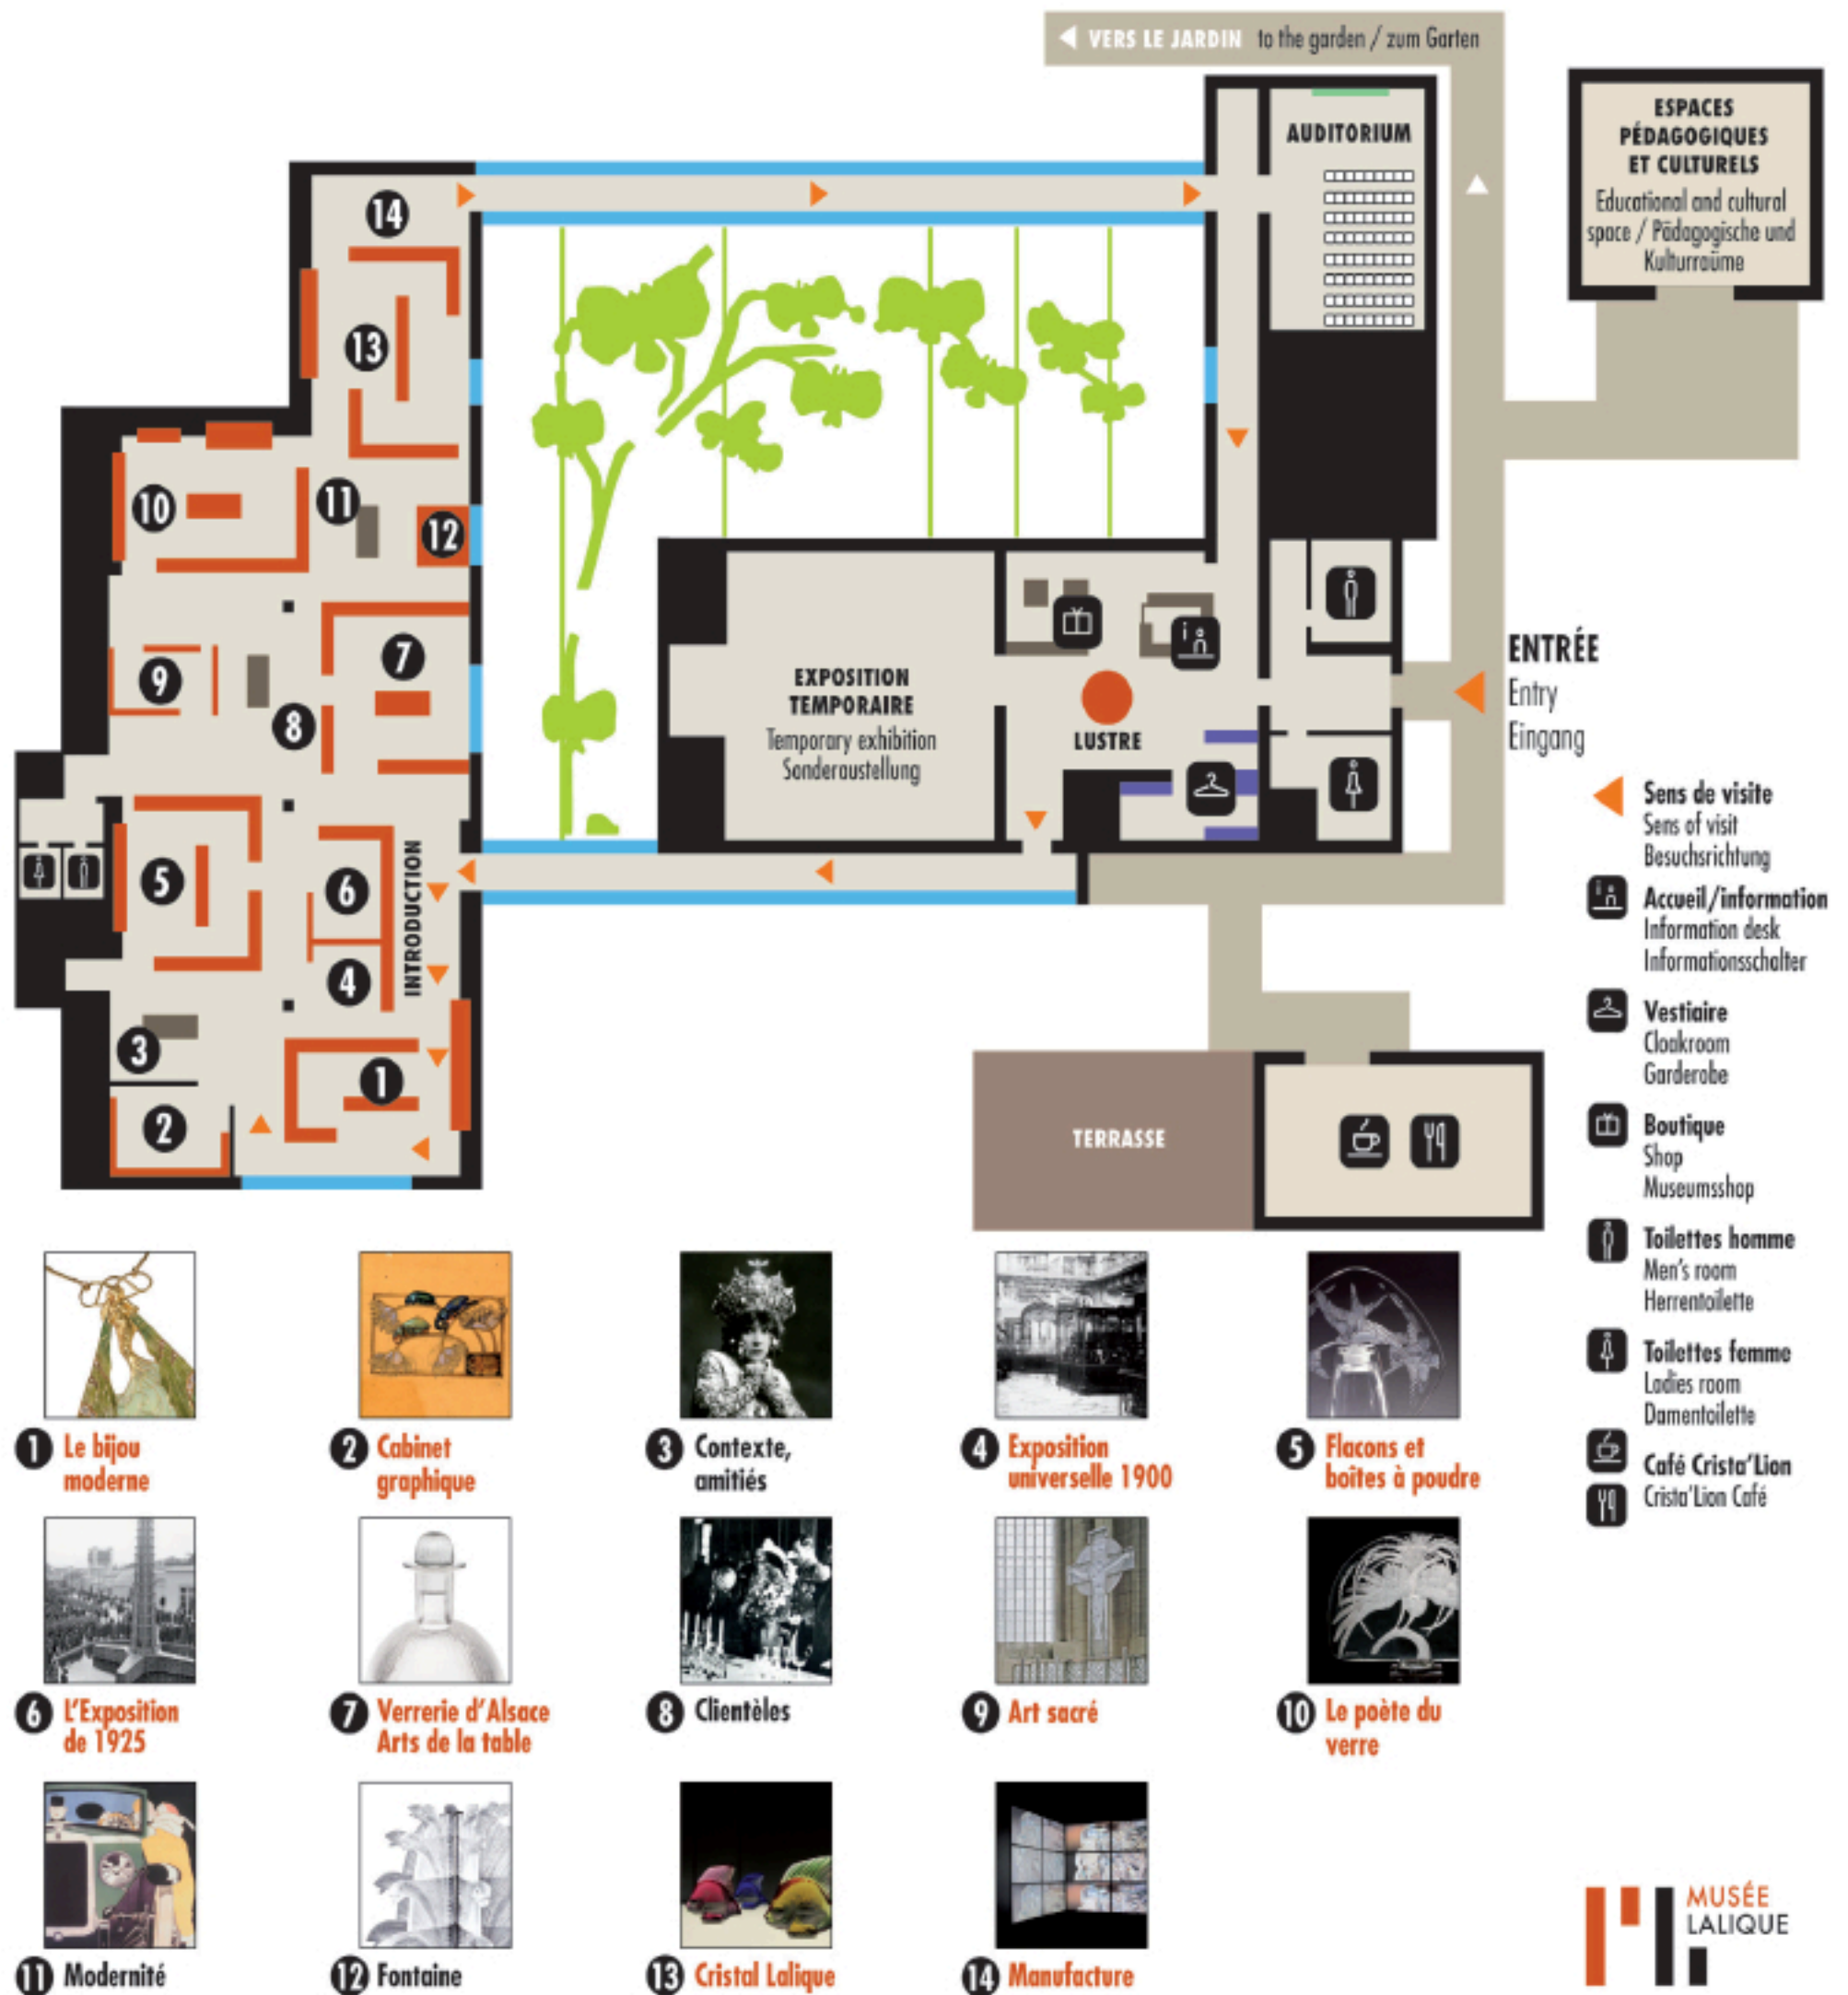 VERS LE JARDIN to the garden / zum Garten
AUDITORIUM
ESPACES
PÉDAGOGIQUES
ET CULTURELS
Educational and cultural
space / Pädagogische und
Kulturraüme
14
13
10
11
12
9
7
8
5
6
4
3
1
2
INTRODUCTION
EXPOSITION
TEMPORAIRE
Temporary exhibition
Sonderaustellung
LUSTRE
ENTRÉE
Entry
Eingang
TERRASSE
Sens de visite
Sens of visit
Besuchsrichtung
Accueil/information
Information desk
Informationsschalter
Vestiaire
Cloakroom
Garderobe
Boutique
Shop
Museumsshop
Toilettes homme
Men's room
Herrentoilette
Toilettes femme
Ladies room
Damentoilette
Café Crista'Lion
Crista'Lion Café
1 Le bijou
moderne
2 Cabinet
graphique
3 Contexte,
amitiés
4 Exposition
universelle 1900
5 Flacons et
boîtes à poudre
6 L'Exposition
de 1925
7 Verrerie d'Alsace
Arts de la table
8 Clientèles
9 Art sacré
10 Le poète du
verre
11 Modernité
12 Fontaine
13 Cristal Lalique
14 Manufacture
MUSÉE
LALIQUE